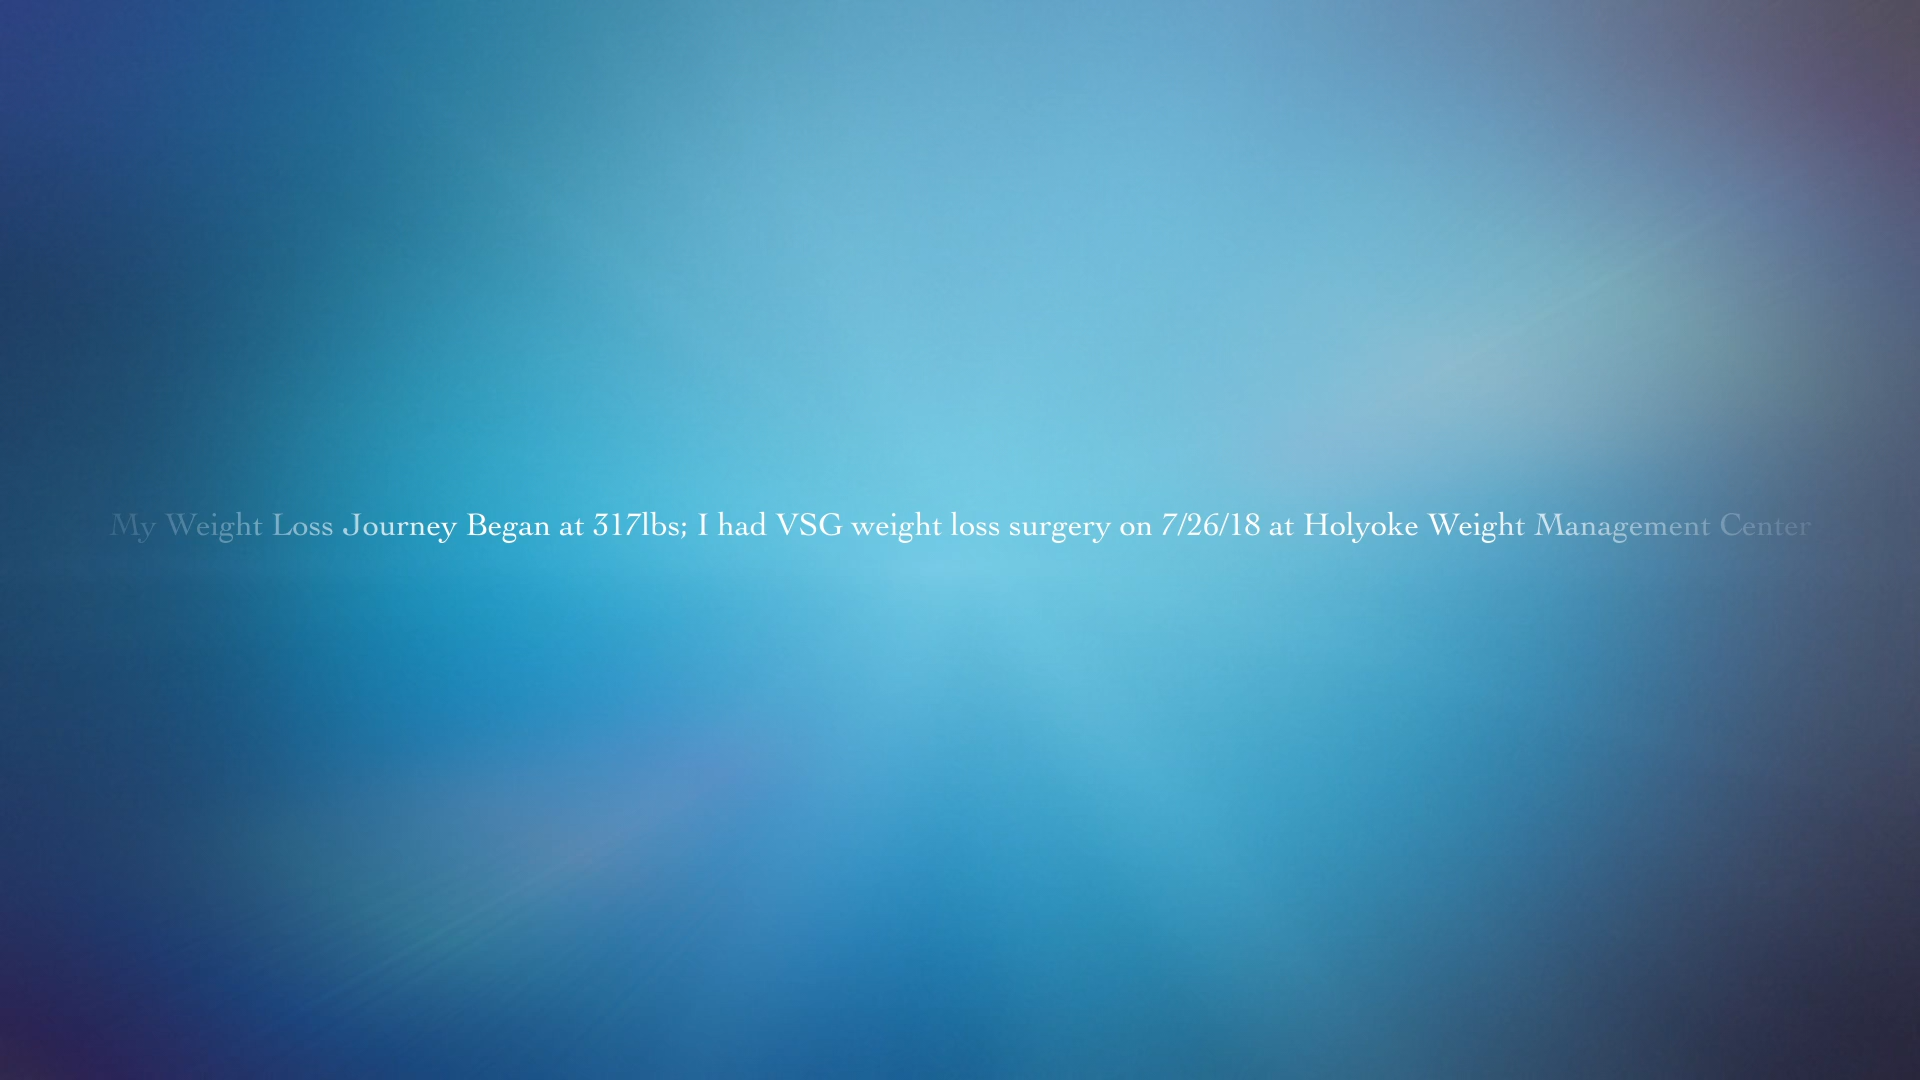 My Weight Loss Journey Began at 317lbs; I had VSG weight loss surgery on 7/26/18 at Holyoke Weight Management Center